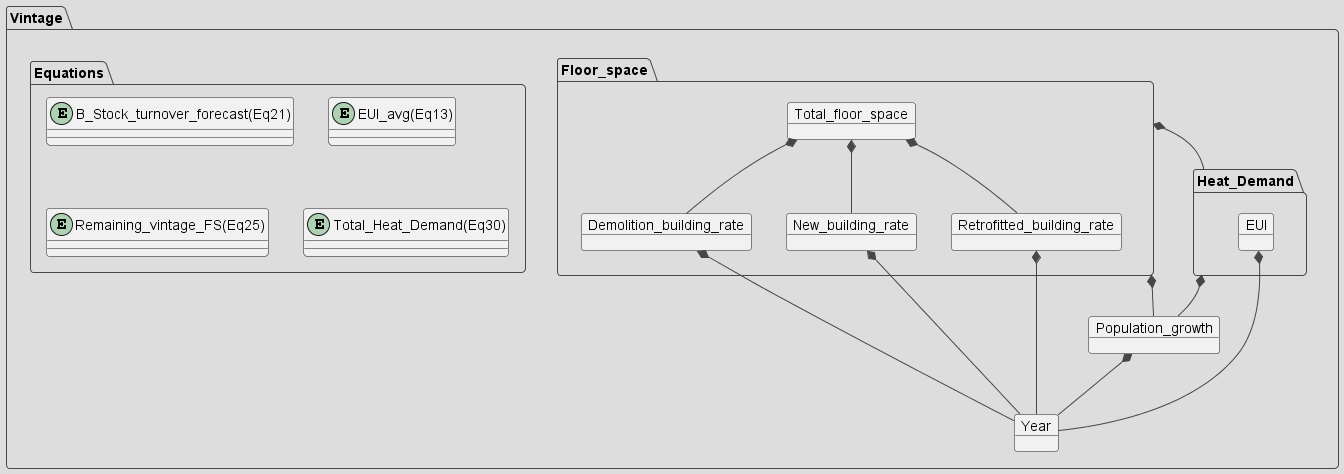 Vintage
Equations
E B_Stock_turnover_forecast(Eq21)
E EUI_avg(Eq13)
E Remaining_vintage_FS(Eq25)
E Total_Heat_Demand(Eq30)
Floor_space
Total_floor_space
Demolition_building_rate
New_building_rate
Retrofitted_building_rate
Heat_Demand
EUI
Population_growth
Year